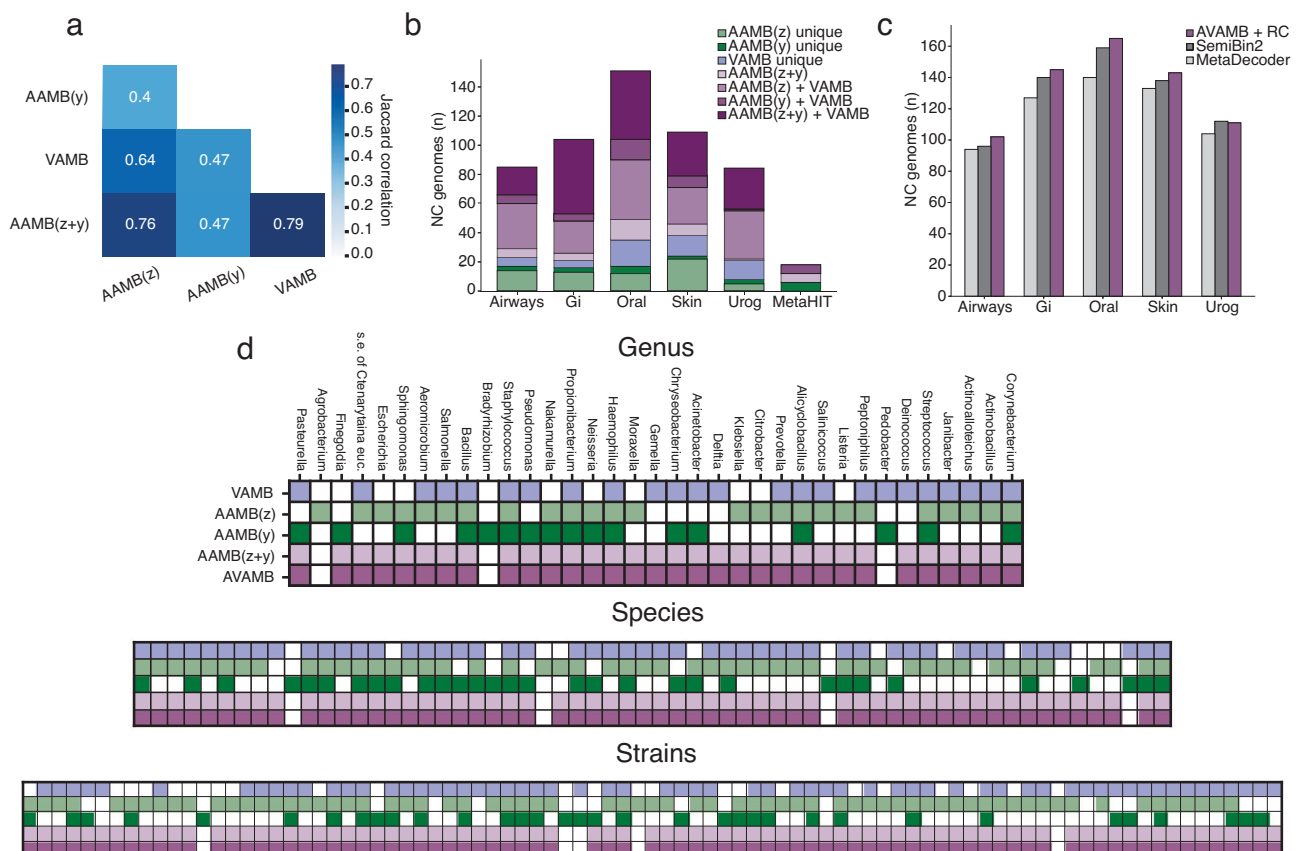 a
AAMB(y)
VAMB
AAMB(z+y)
0.4
0.64
0.47
0.76
0.47
0.79
AAMB(z)
AAMB(y)
VAMB
0.7
0.6
0.5
0.4
0.3
0.2
0.1
0.0
Jaccard correlation
b
AAMB(z) unique
AAMB(y) unique
VAMB unique
AAMB(z+y)
AAMB(z) + VAMB
AAMB(y) + VAMB
AAMB(z+y) + VAMB
NC genomes (n)
140
120
100
80
60
40
20
0
Airways
Gi
Oral
Skin
Urog
MetaHIT
c
AVAMB + RC
SemiBin2
MetaDecoder
NC genomes (n)
160
140
120
100
80
60
40
20
0
Airways
Gi
Oral
Skin
Urog
d
Genus
Pasteurella
Agrobacterium
Finegoldia
s.e. of Ctenarytaina euc.
Escherichia
Sphingomonas
Aeromicrobium
Salmonella
Bacillus
Bradyrhizobium
Staphylococcus
Pseudomonas
Nakamurella
Propionibacterium
Neisseria
Haemophilus
Moraxella
Gemella
Chryseobacterium
Acinetobacter
Delftia
Klebsiella
Citrobacter
Prevotella
Alicyclobacillus
Salinicoccus
Listeria
Peptoniphilus
Pedobacter
Deinococcus
Streptococcus
Janibacter
Actinoalloteichus
Actinobacillus
Corynebacterium
VAMB
AAMB(z)
AAMB(y)
AAMB(z+y)
AVAMB
Species
Strains